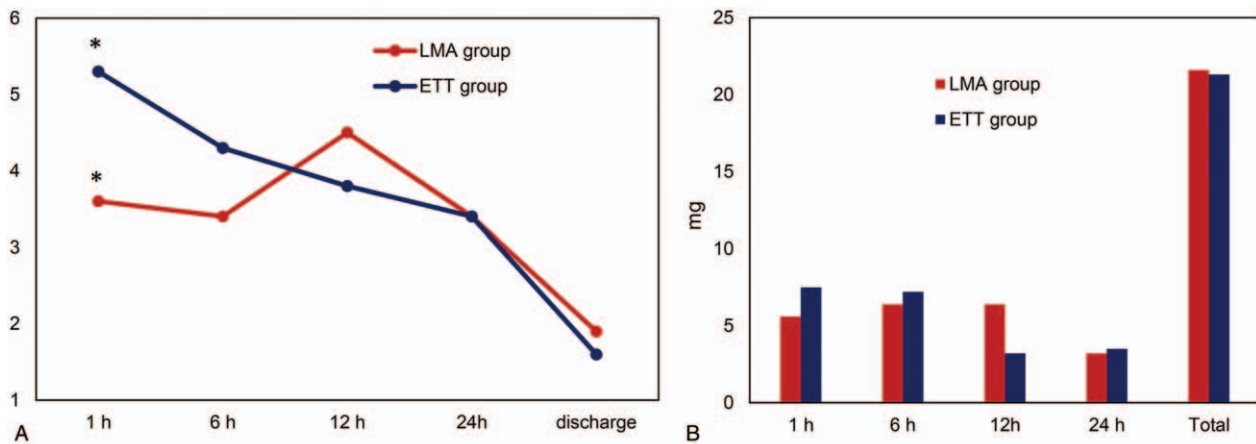 6
5
4
3
2
1
*
*
LMA group
ETT group
1 h
6 h
12 h
24h
discharge
A
25
20
15
10
5
0
mg
LMA group
ETT group
1 h
6 h
12h
24 h
Total
B